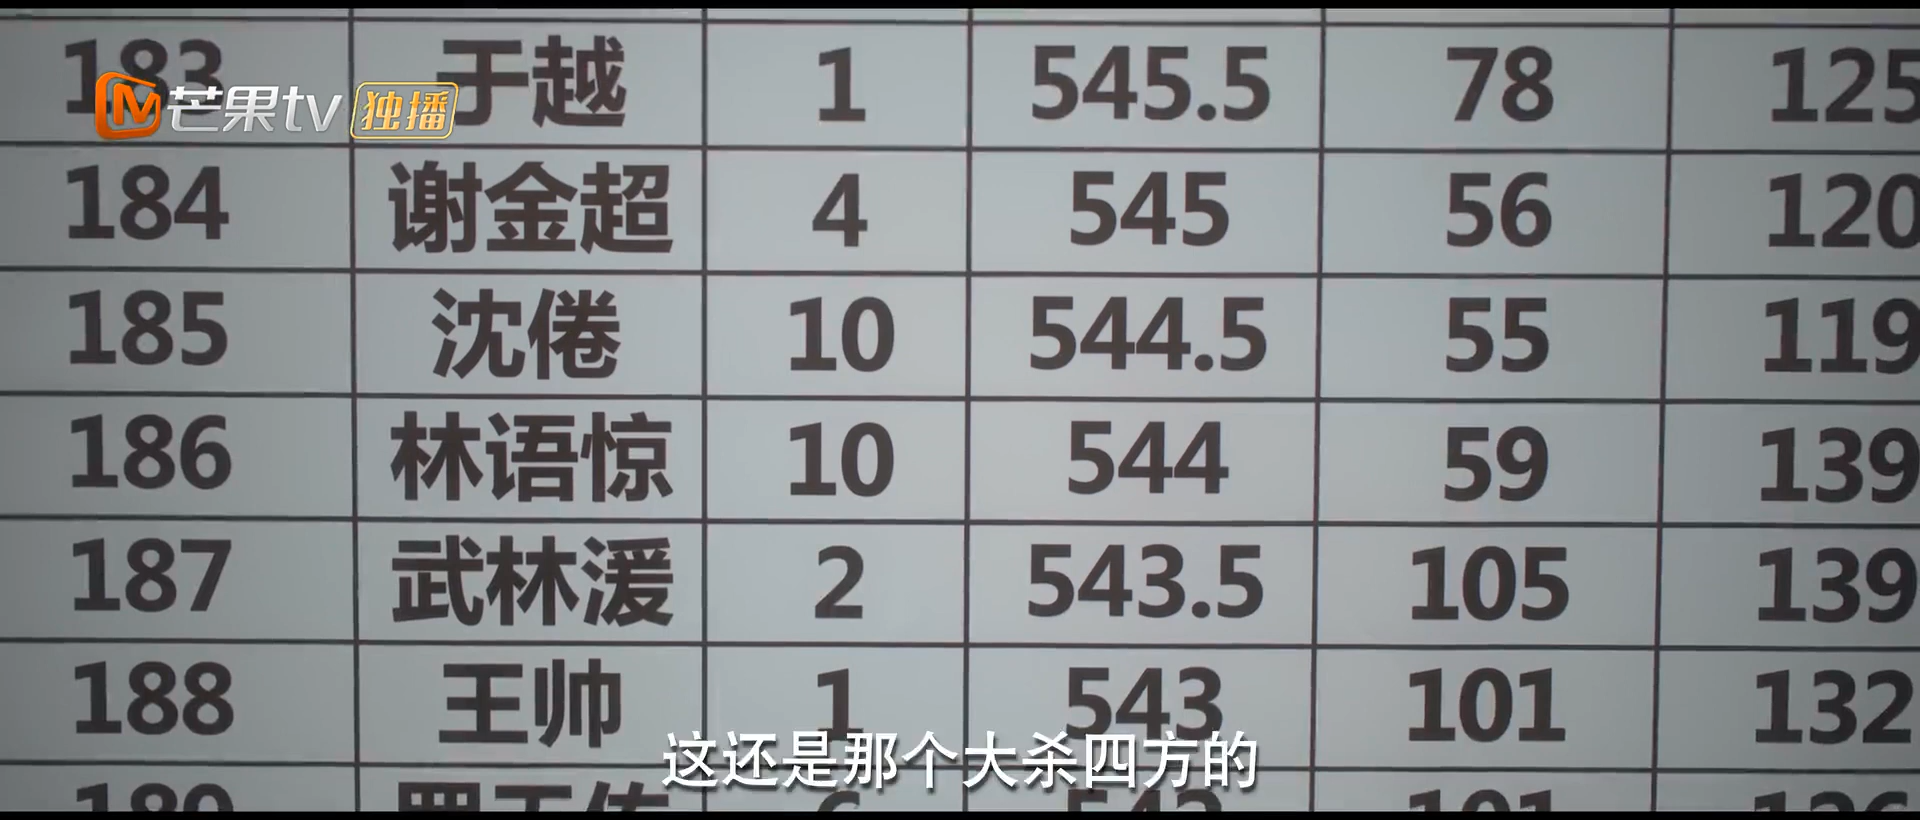 183 于越 1 545.5 78 125
芒果tv 独播
184 谢金超 4 545 56 120
185 沈倦 10 544.5 55 119
186 林语惊 10 544 59 139
187 武林湲 2 543.5 105 139
188 王帅 1 543 101 132
这还是那个大杀四方的